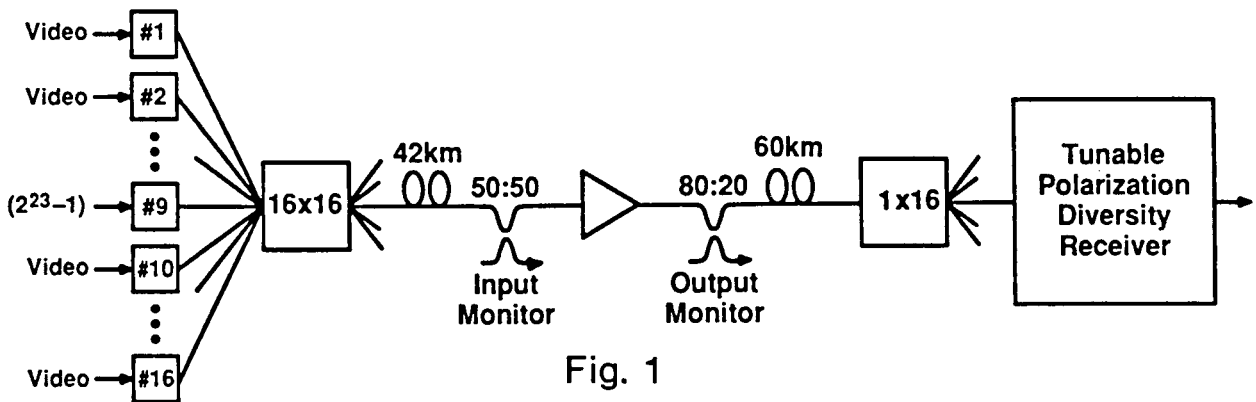 Video #1
Video #2
(2²³–1) #9
Video #10
Video #16
16x16
42km
50:50
Input
Monitor
80:20
Output
Monitor
60km
1x16
Tunable
Polarization
Diversity
Receiver
Fig. 1